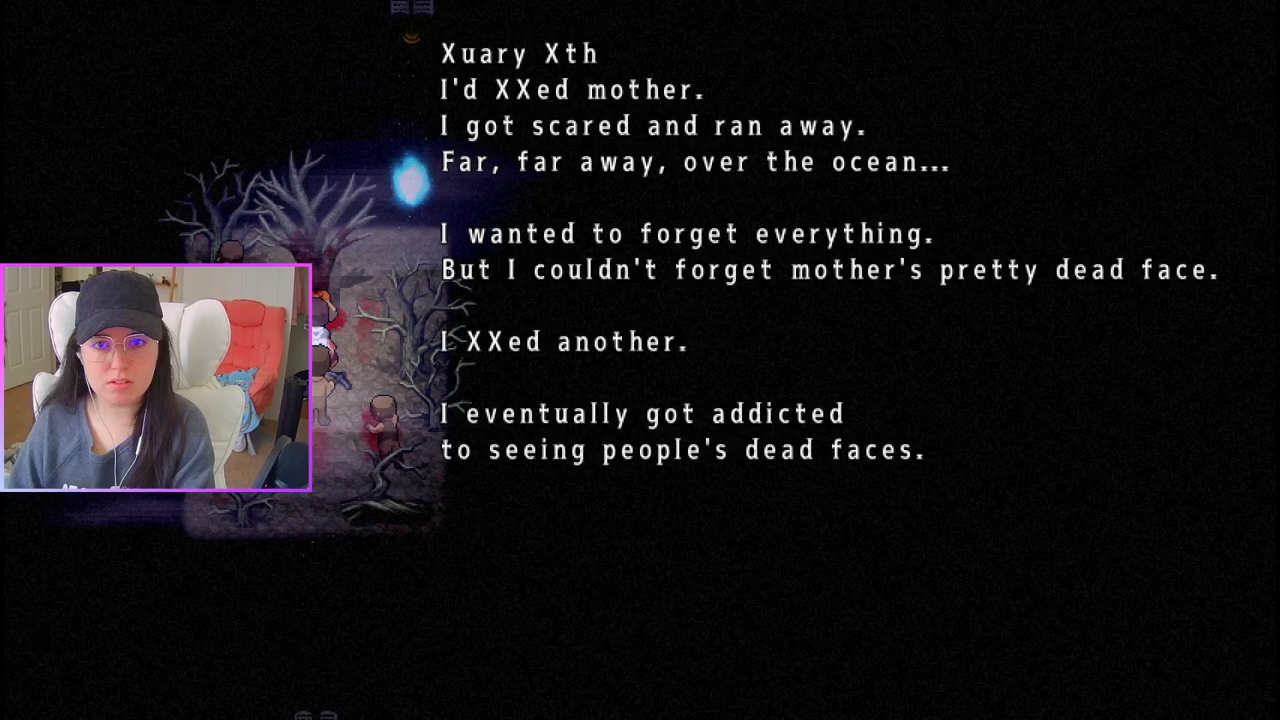 Xuary Xth
I'd XXed mother.
I got scared and ran away.
Far, far away, over the ocean...
I wanted to forget everything.
But I couldn't forget mother's pretty dead face.
I XXed another.
I eventually got addicted
to seeing people's dead faces.